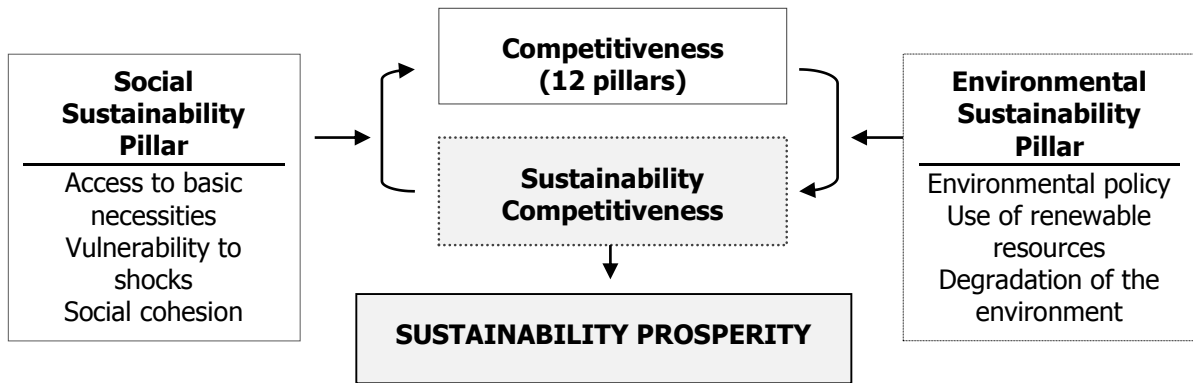 Social
Sustainability
Pillar
Access to basic
necessities
Vulnerability to
shocks
Social cohesion
Competitiveness
(12 pillars)
Sustainability
Competitiveness
SUSTAINABILITY PROSPERITY
Environmental
Sustainability
Pillar
Environmental policy
Use of renewable
resources
Degradation of the
environment